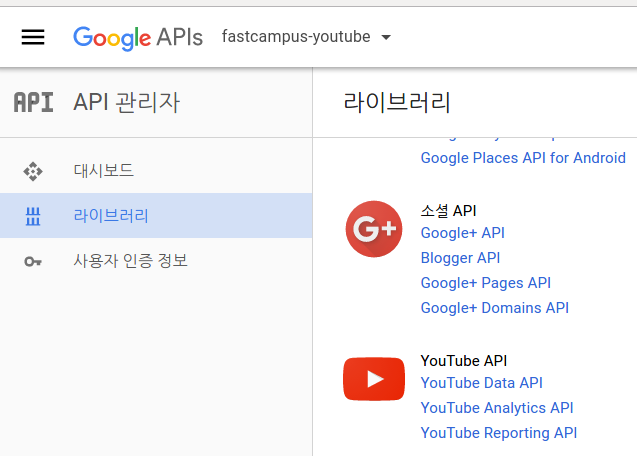 Google APIs fastcampus-youtube
API API 관리자
라이브러리
대시보드
라이브러리
사용자 인증 정보
Google Places API for Android
소셜 API
Google+ API
Blogger API
Google+ Pages API
Google+ Domains API
G+
YouTube API
YouTube Data API
YouTube Analytics API
YouTube Reporting API